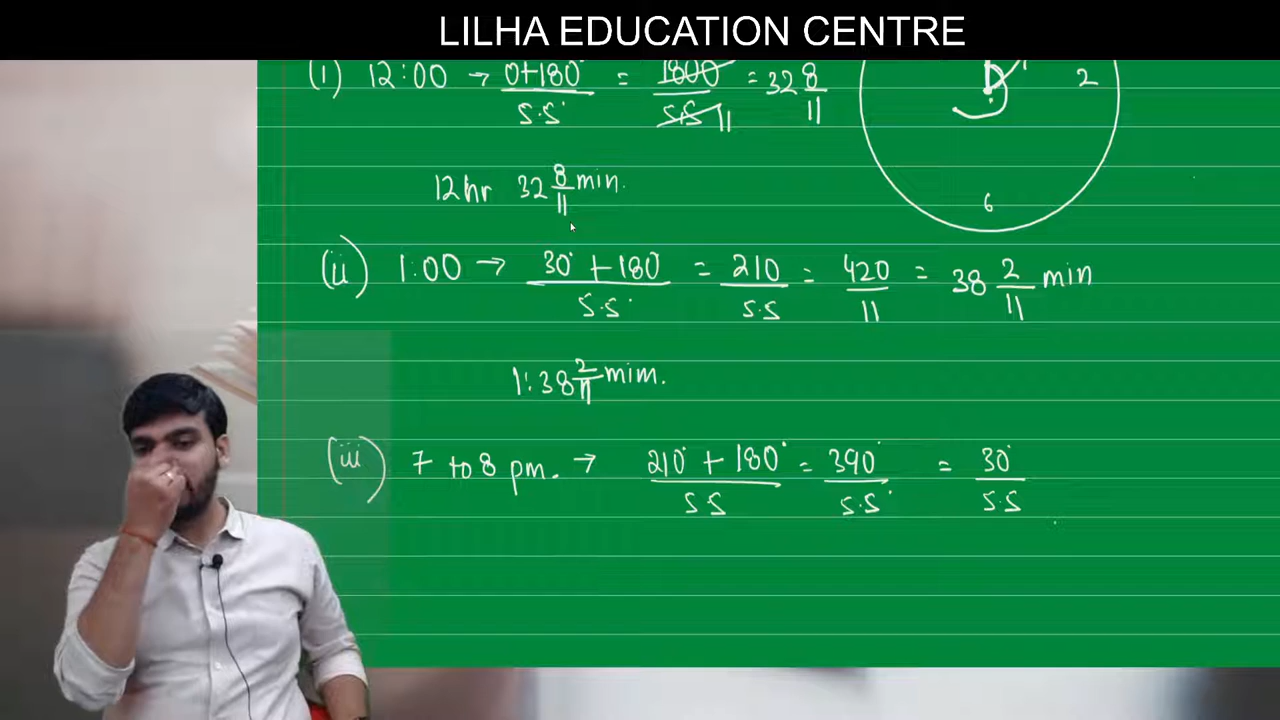 LILHA EDUCATION CENTRE
(i) 12:00 → 0+180° / 5.5° = 1800 / 55 11 = 32 8/11
2
12hr 32 8/11 min.
6
(ii) 1:00 → 30° + 180 / 5.5° = 210 / 5.5 = 420 / 11 = 38 2/11 min
1:38 2/11 mim.
(iii) 7 to 8 pm. → 210° + 180° / 5.5 = 390° / 5.5° = 30° / 5.5